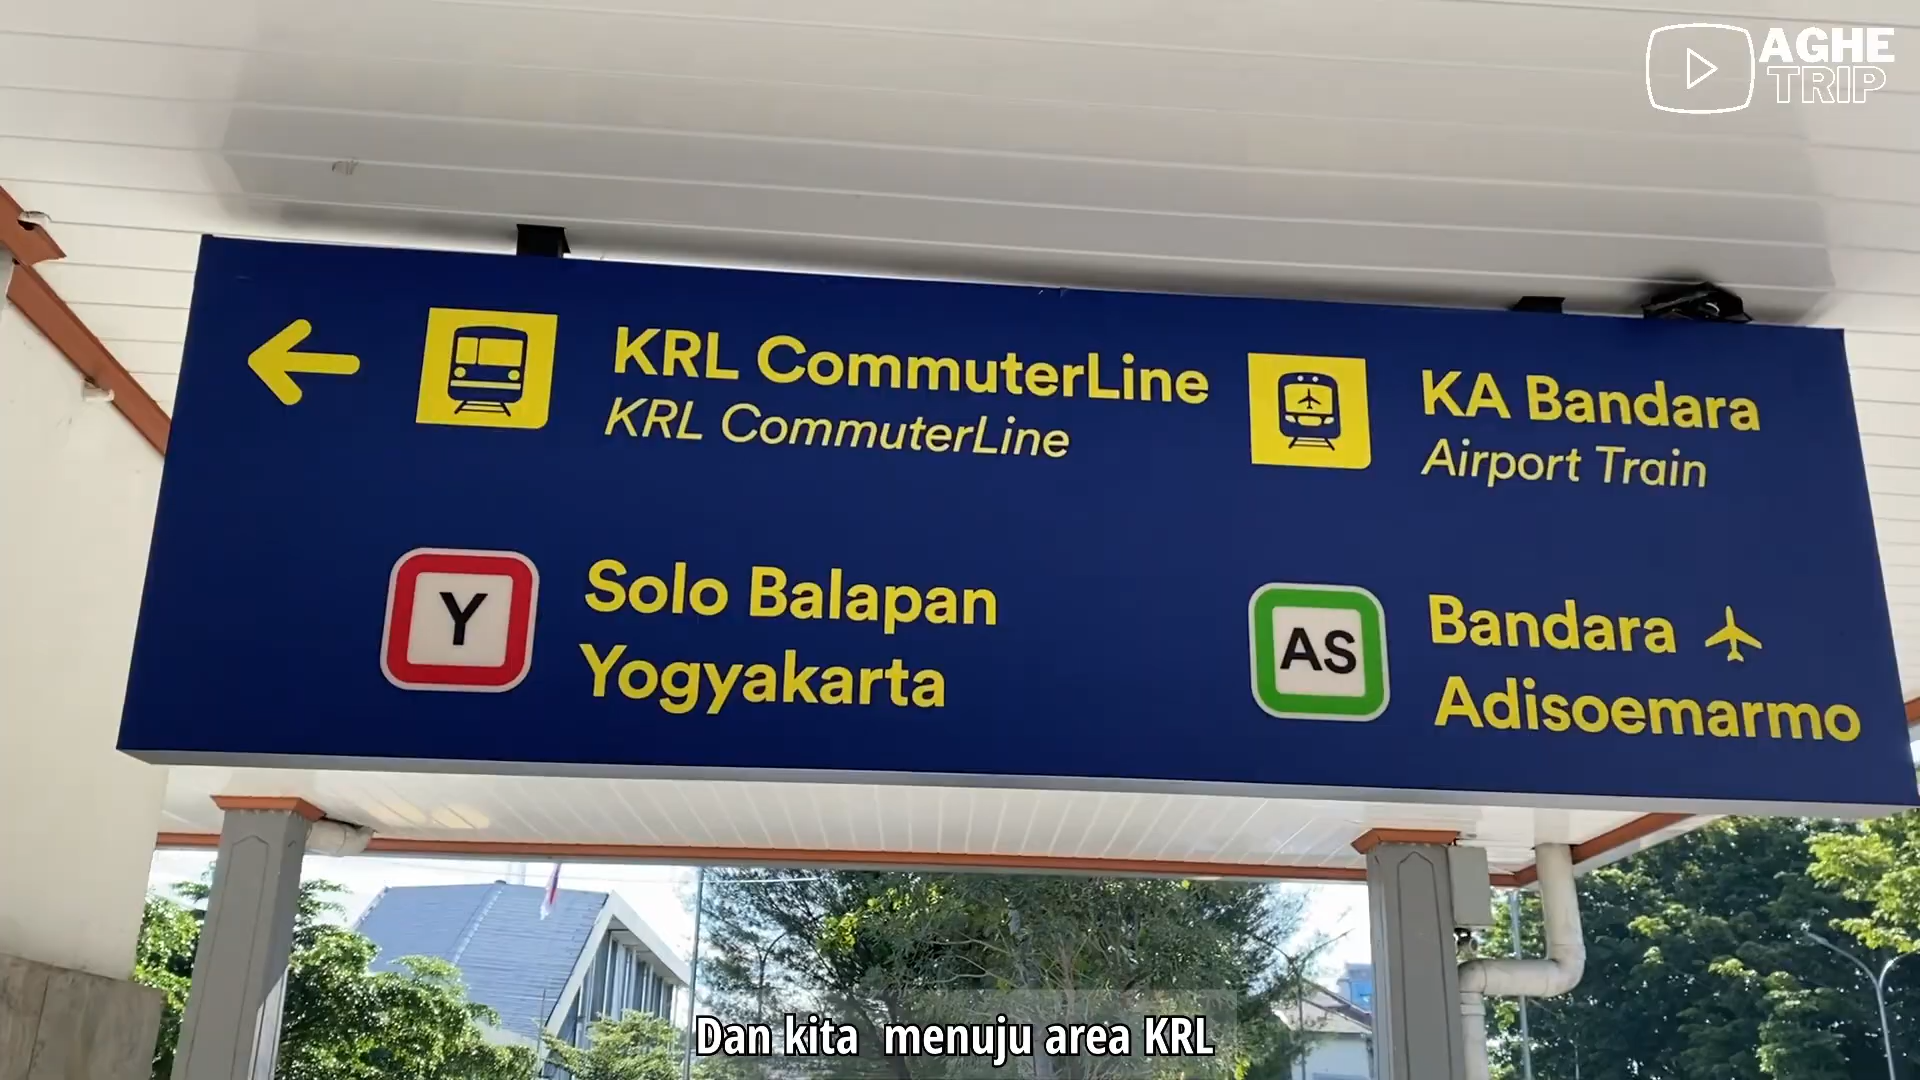 AGHE
TRIP
KRL CommuterLine
KRL CommuterLine
KA Bandara
Airport Train
Y
Solo Balapan
Yogyakarta
AS
Bandara
Adisoemarmo
Dan kita menuju area KRL